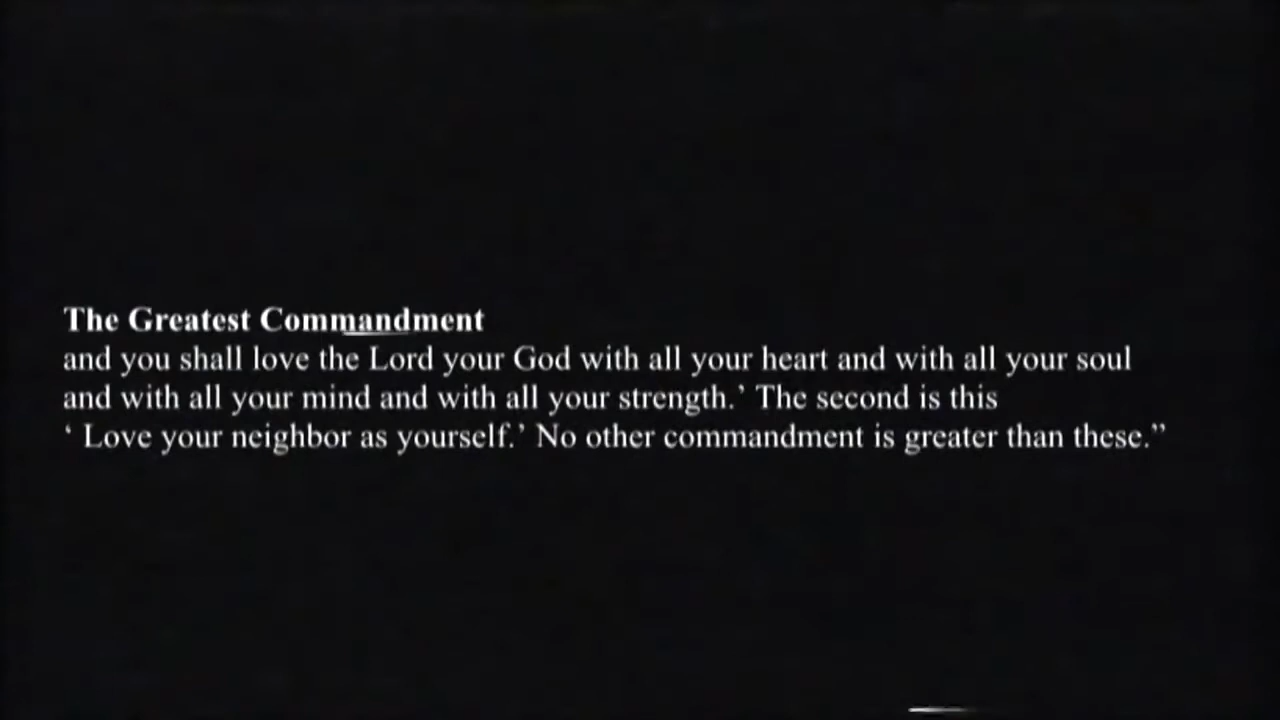 The Greatest Commandment
and you shall love the Lord your God with all your heart and with all your soul
and with all your mind and with all your strength.’ The second is this
‘ Love your neighbor as yourself.’ No other commandment is greater than these.”